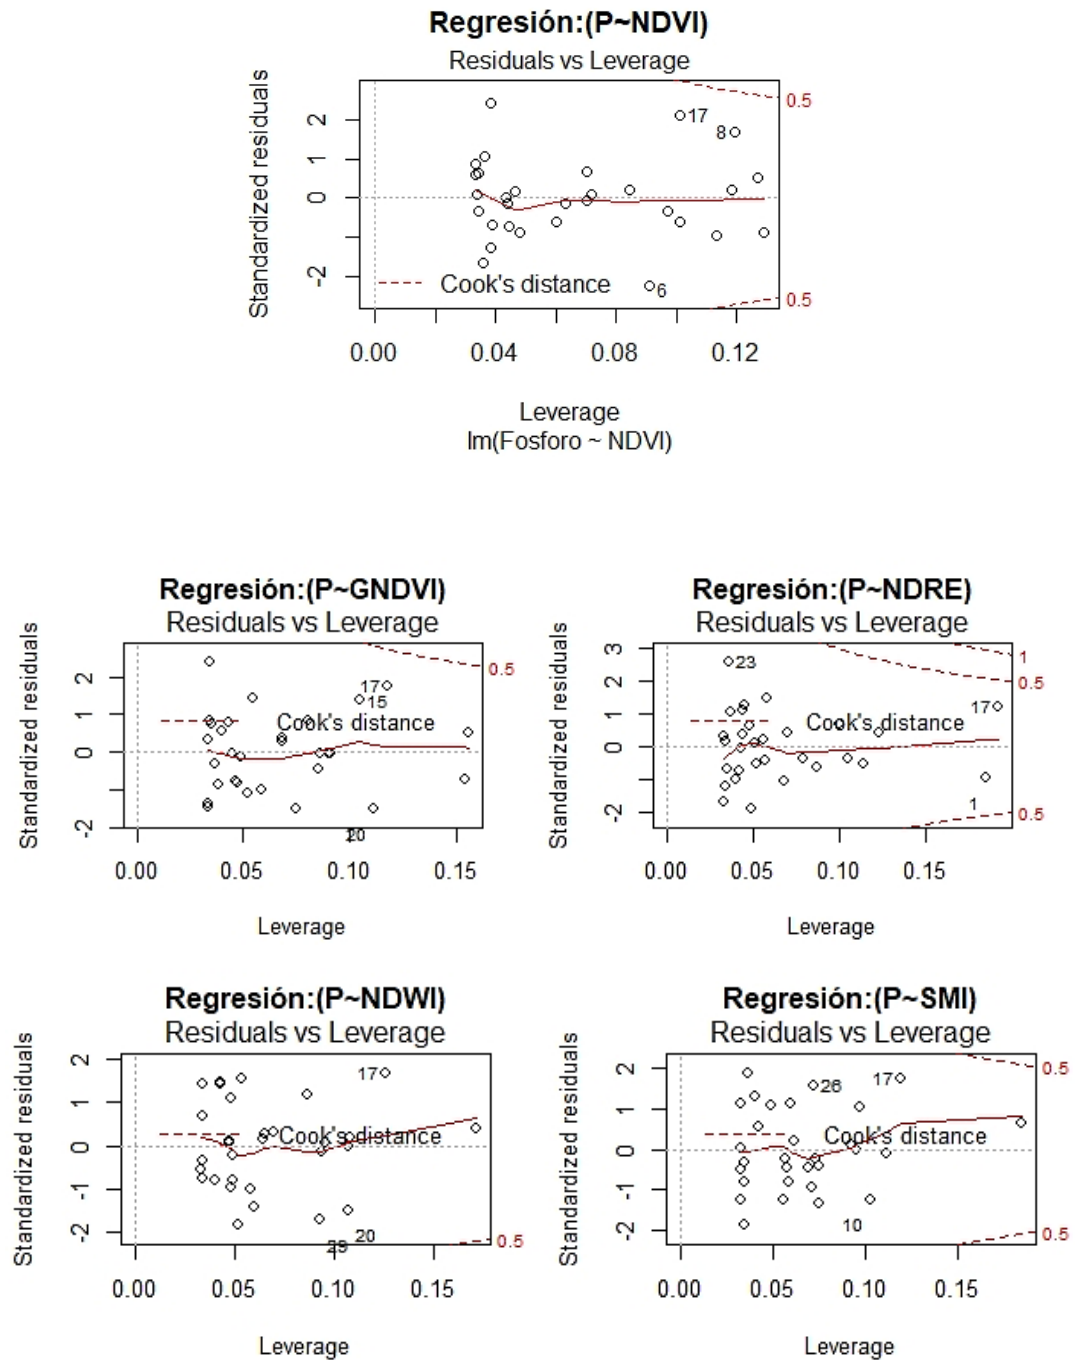 Regresión:(P~NDVI)
Residuals vs Leverage
Standardized residuals
2
1
0
-2
0.5
17
8
Cook's distance
6
0.5
0.00 0.04 0.08 0.12
Leverage
lm(Fosforo ~ NDVI)
Regresión:(P~GNDVI)
Residuals vs Leverage
Standardized residuals
2
1
0
-2
0.5
17
15
Cook's distance
20
0.00 0.05 0.10 0.15
Leverage
Regresión:(P~NDRE)
Residuals vs Leverage
Standardized residuals
3
2
1
0
-2
23
1
0.5
17
Cook's distance
1
0.5
0.00 0.05 0.10 0.15
Leverage
Regresión:(P~NDWI)
Residuals vs Leverage
Standardized residuals
2
1
0
-1
-2
17
Cook's distance
20
29
0.5
0.00 0.05 0.10 0.15
Leverage
Regresión:(P~SMI)
Residuals vs Leverage
Standardized residuals
2
1
0
-1
-2
0.5
26
17
Cook's distance
10
0.5
0.00 0.05 0.10 0.15
Leverage